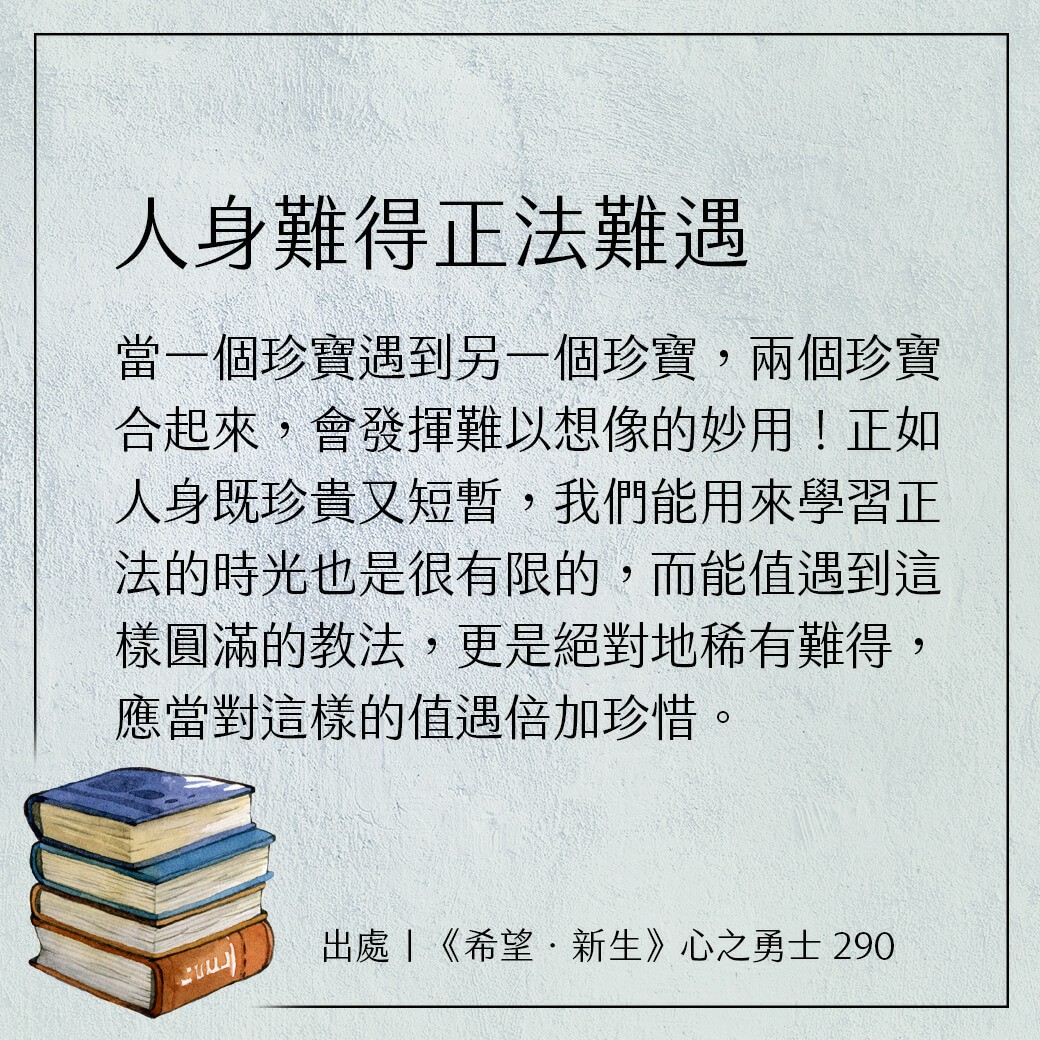 人身難得正法難遇
當一個珍寶遇到另一個珍寶，兩個珍寶
合起來，會發揮難以想像的妙用！正如
人身既珍貴又短暫，我們能用來學習正
法的時光也是很有限的，而能值遇到這
樣圓滿的教法，更是絕對地稀有難得，
應當對這樣的值遇倍加珍惜。
出處｜《希望．新生》心之勇士 290